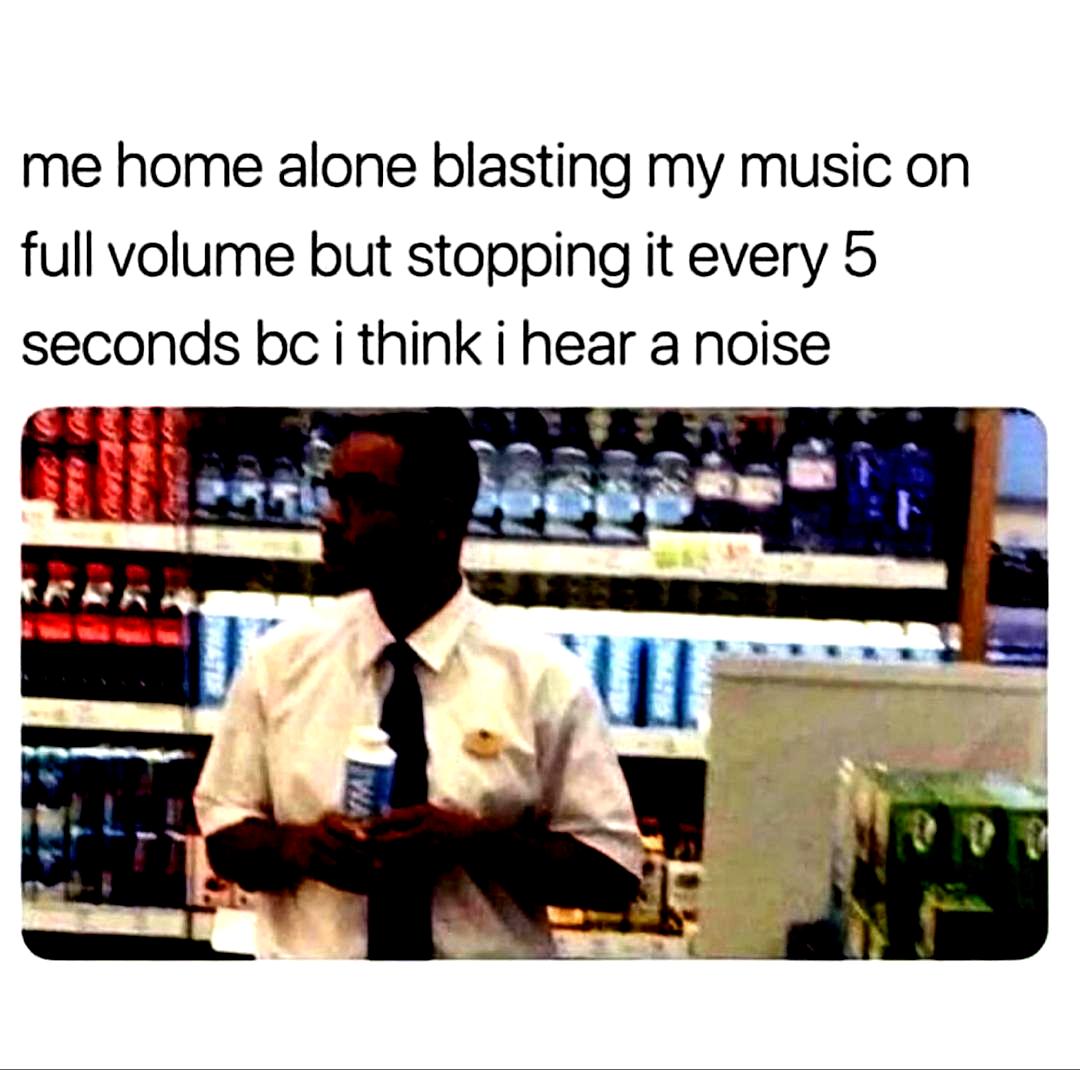 me home alone blasting my music on
full volume but stopping it every 5
seconds bc i think i hear a noise